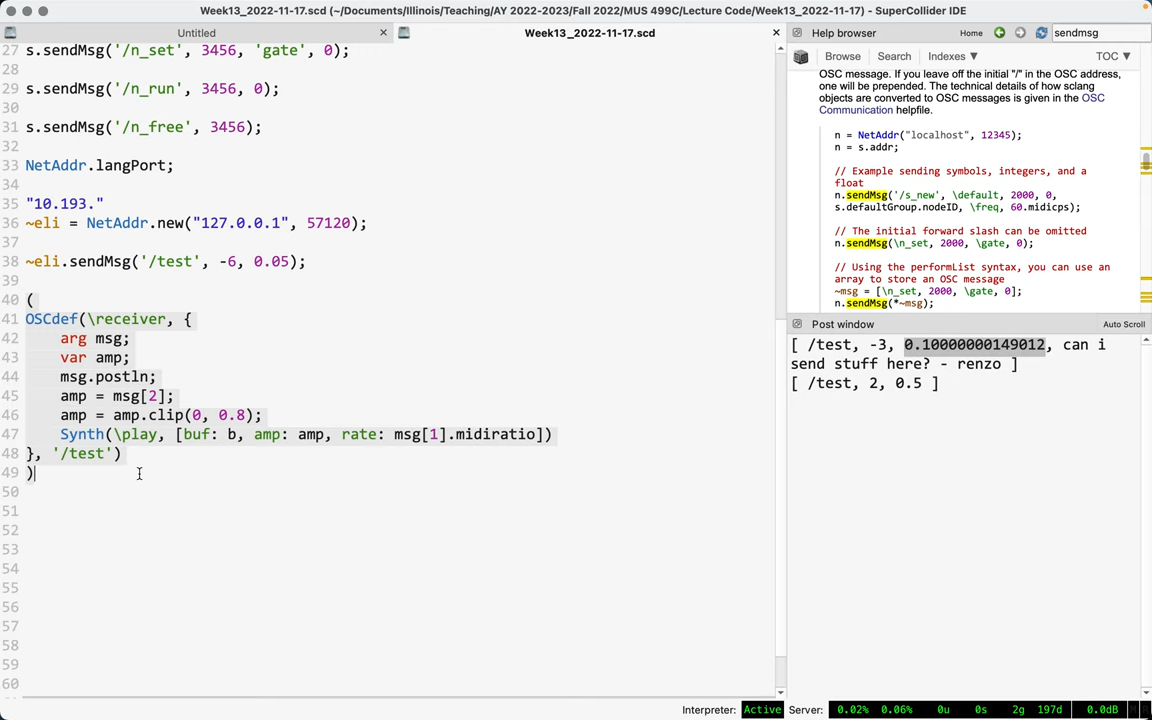 Week13_2022-11-17.scd (~/Documents/Illinois/Teaching/AY 2022-2023/Fall 2022/MUS 499C/Lecture Code/Week13_2022-11-17) - SuperCollider IDE
Untitled
Week13_2022-11-17.scd
27 s.sendMsg('/n_set', 3456, 'gate', 0);
28
29 s.sendMsg('/n_run', 3456, 0);
30
31 s.sendMsg('/n_free', 3456);
32
33 NetAddr.langPort;
34
35 "10.193."
36 ~eli = NetAddr.new("127.0.0.1", 57120);
37
38 ~eli.sendMsg('/test', -6, 0.05);
39
40 (
41 OSCdef(\receiver, {
42 arg msg;
43 var amp;
44 msg.postln;
45 amp = msg[2];
46 amp = amp.clip(0, 0.8);
47 Synth(\play, [buf: b, amp: amp, rate: msg[1].midiratio])
48 }, '/test')
49 )
50
51
52
53
54
55
56
57
58
59
60
Help browser
Home
sendmsg
Browse
Search
Indexes ▼
TOC ▼
OSC message. If you leave off the initial "/" in the OSC address,
one will be prepended. The technical details of how sclang
objects are converted to OSC messages is given in the OSC
Communication helpfile.
n = NetAddr("localhost", 12345);
n = s.addr;
// Example sending symbols, integers, and a
float
n.sendMsg('/s_new', \default, 2000, 0,
s.defaultGroup.nodeID, \freq, 60.midicps);
// The initial forward slash can be omitted
n.sendMsg(\n_set, 2000, \gate, 0);
// Using the performList syntax, you can use an
array to store an OSC message
~msg = [\n_set, 2000, \gate, 0];
n.sendMsg(*~msg);
Post window
Auto Scroll
[ /test, -3, 0.10000000149012, can i
send stuff here? - renzo ]
[ /test, 2, 0.5 ]
Interpreter: Active Server: 0.02% 0.06% 0u 0s 2g 197d 0.0dB